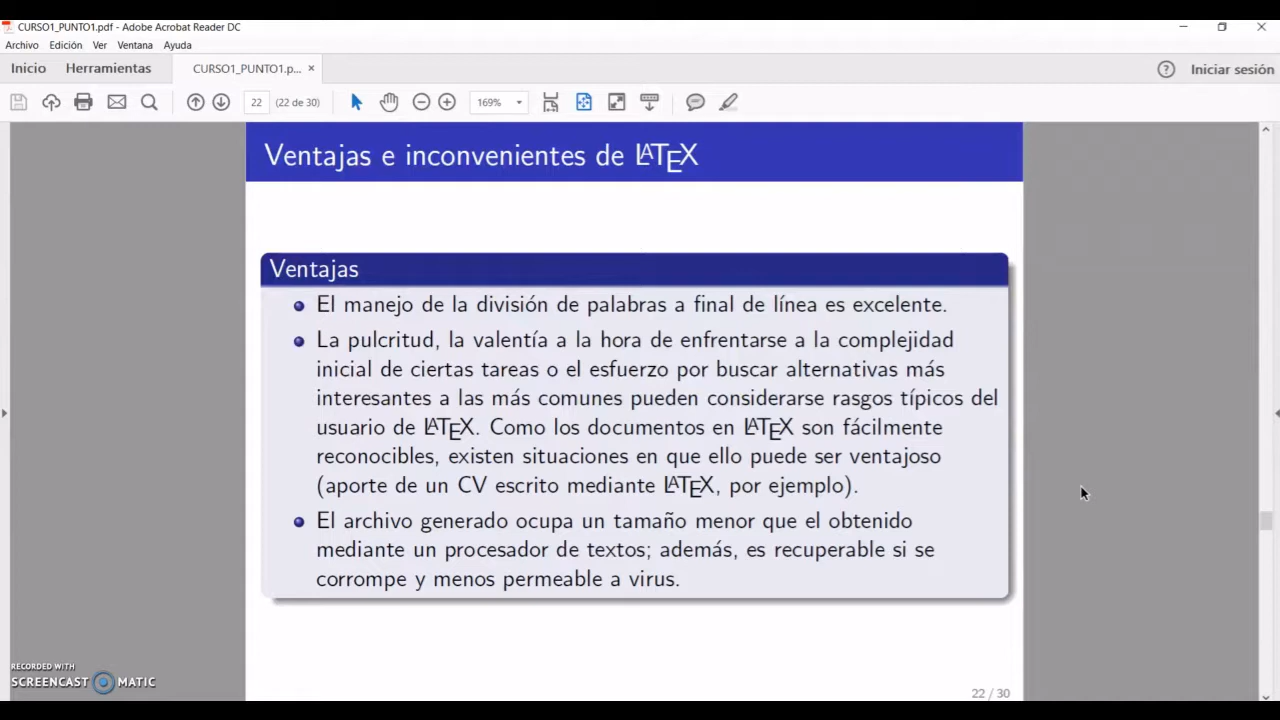 CURSO1_PUNTO1.pdf - Adobe Acrobat Reader DC
Archivo Edición Ver Ventana Ayuda
Inicio Herramientas CURSO1_PUNTO1.p... × Iniciar sesión
22 (22 de 30) 169%
Ventajas e inconvenientes de LATEX
Ventajas
El manejo de la división de palabras a final de línea es excelente.
La pulcritud, la valentía a la hora de enfrentarse a la complejidad
inicial de ciertas tareas o el esfuerzo por buscar alternativas más
interesantes a las más comunes pueden considerarse rasgos típicos del
usuario de LATEX. Como los documentos en LATEX son fácilmente
reconocibles, existen situaciones en que ello puede ser ventajoso
(aporte de un CV escrito mediante LATEX, por ejemplo).
El archivo generado ocupa un tamaño menor que el obtenido
mediante un procesador de textos; además, es recuperable si se
corrompe y menos permeable a virus.
RECORDED WITH
SCREENCAST MATIC
22 / 30